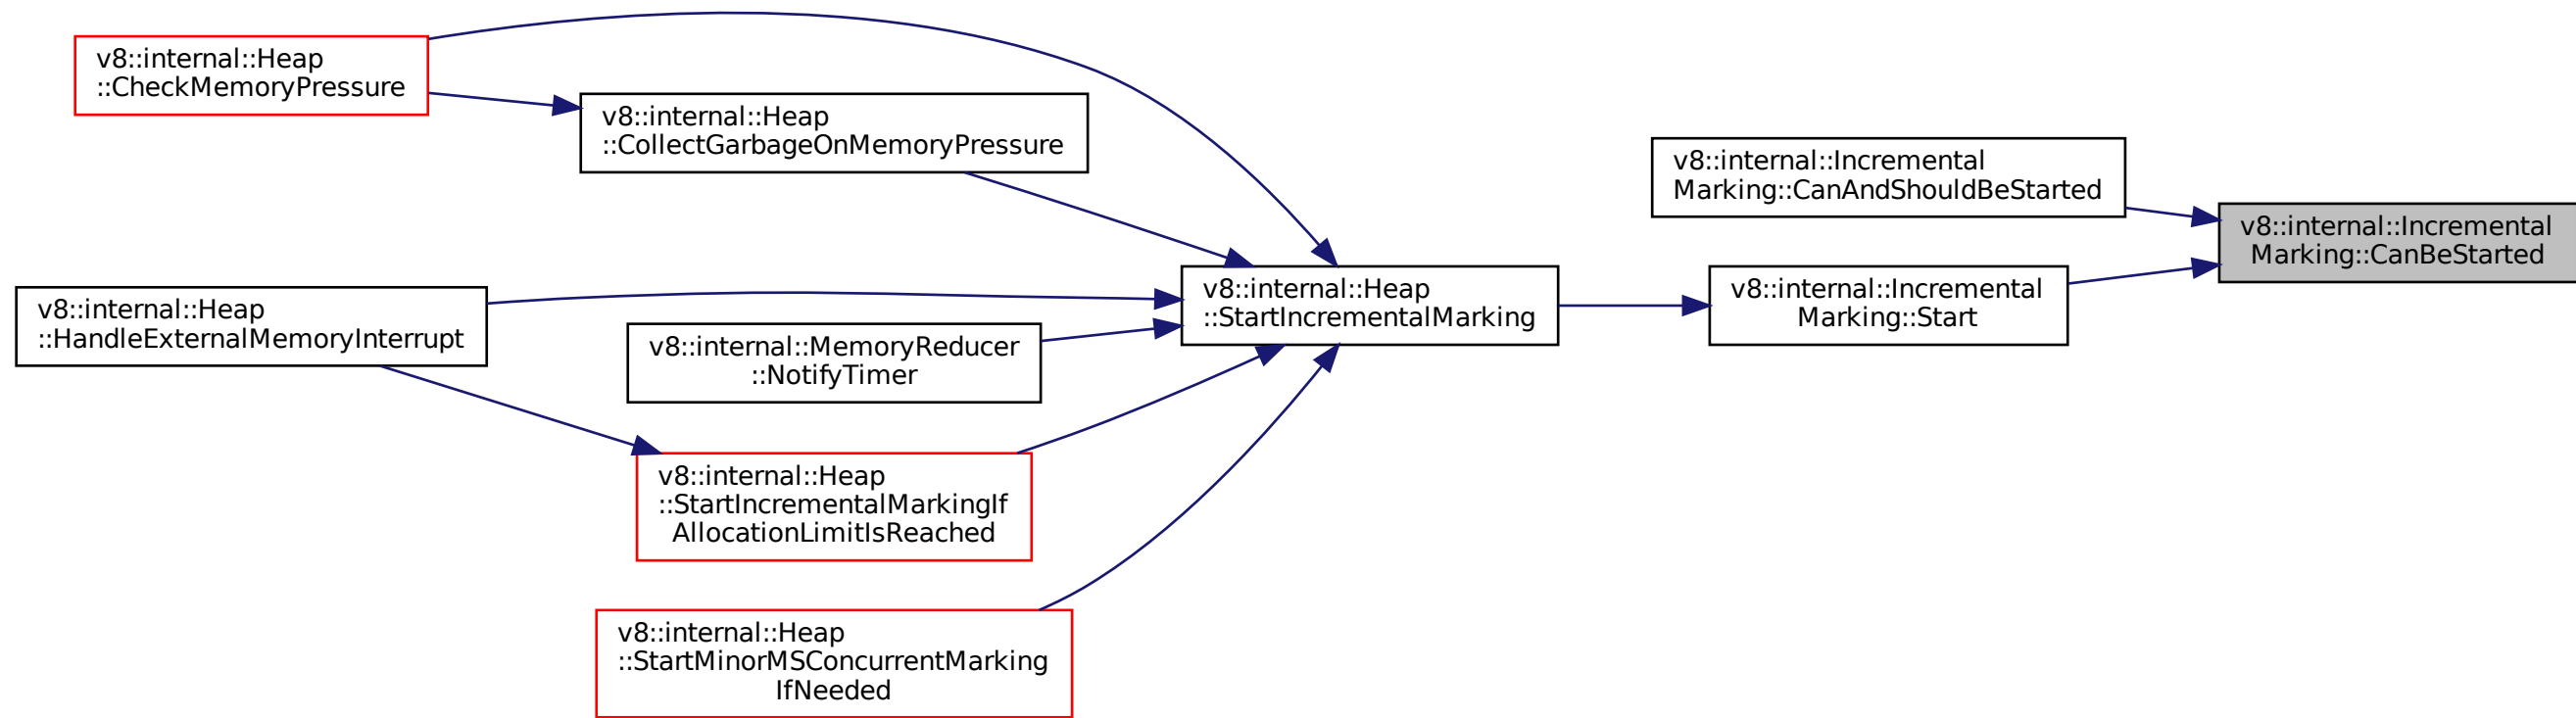 v8::internal::Heap
::CheckMemoryPressure
v8::internal::Heap
::CollectGarbageOnMemoryPressure
v8::internal::Incremental
Marking::CanAndShouldBeStarted
v8::internal::Incremental
Marking::CanBeStarted
v8::internal::Heap
::HandleExternalMemoryInterrupt
v8::internal::Heap
::StartIncrementalMarking
v8::internal::Incremental
Marking::Start
v8::internal::MemoryReducer
::NotifyTimer
v8::internal::Heap
::StartIncrementalMarkingIf
AllocationLimitIsReached
v8::internal::Heap
::StartMinorMSConcurrentMarking
IfNeeded